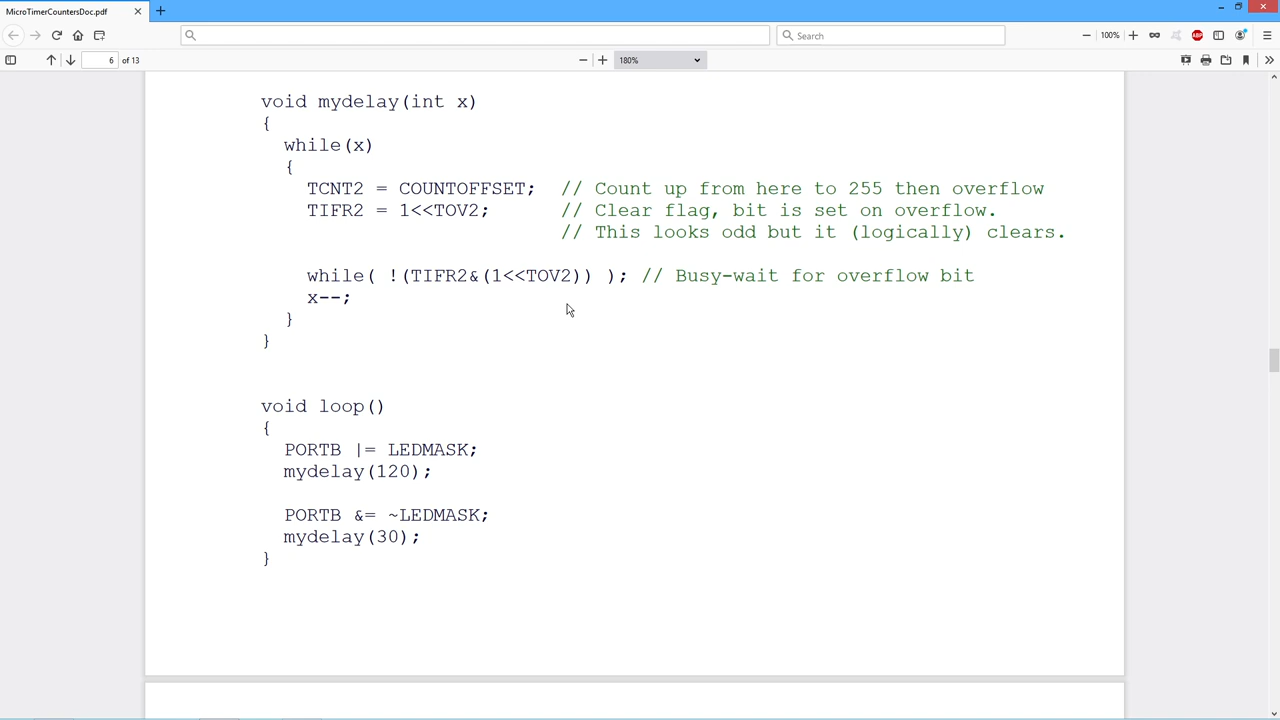 MicroTimerCountersDoc.pdf
Search
100%
ABP
6 of 13
180%
void mydelay(int x)
{
while(x)
{
TCNT2 = COUNTOFFSET; // Count up from here to 255 then overflow
TIFR2 = 1<<TOV2; // Clear flag, bit is set on overflow.
// This looks odd but it (logically) clears.
while( !(TIFR2&(1<<TOV2)) ); // Busy-wait for overflow bit
x--;
}
}
void loop()
{
PORTB |= LEDMASK;
mydelay(120);
PORTB &= ~LEDMASK;
mydelay(30);
}